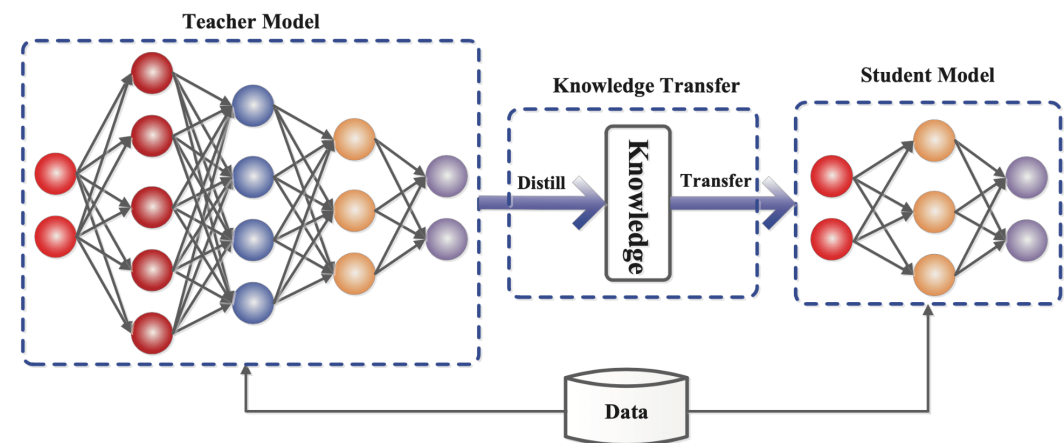 Teacher Model
Knowledge Transfer
Student Model
Distill
Knowledge
Transfer
Data